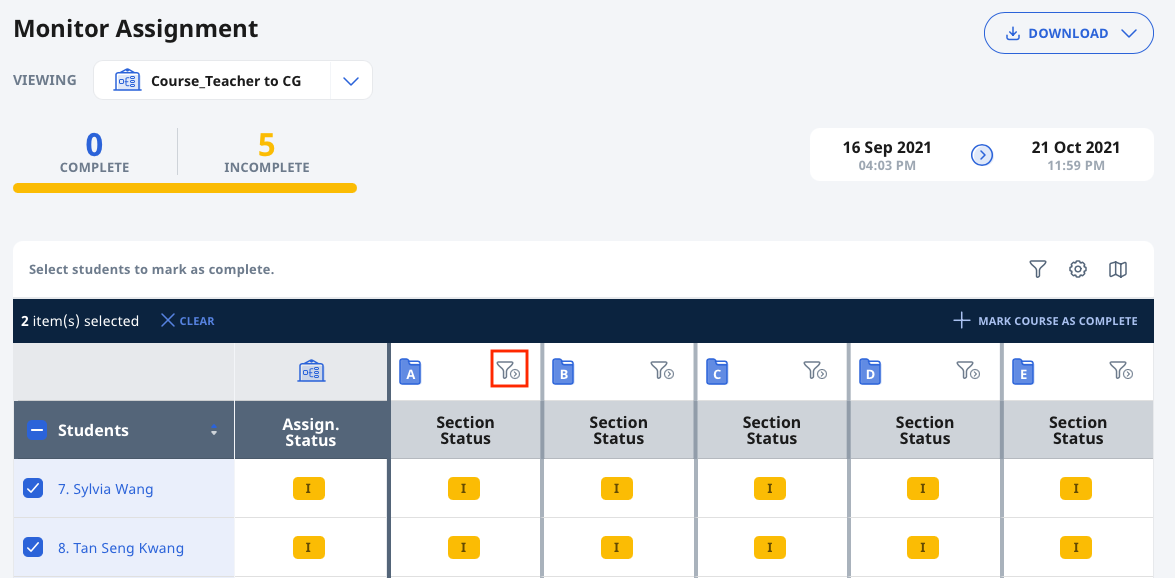 Monitor Assignment
DOWNLOAD
VIEWING
Course_Teacher to CG
0
COMPLETE
5
INCOMPLETE
16 Sep 2021
04:03 PM
21 Oct 2021
11:59 PM
Select students to mark as complete.
2 item(s) selected
CLEAR
MARK COURSE AS COMPLETE
A
B
C
D
E
Students
Assign.
Status
Section
Status
Section
Status
Section
Status
Section
Status
Section
Status
7. Sylvia Wang
I
I
I
I
I
I
8. Tan Seng Kwang
I
I
I
I
I
I